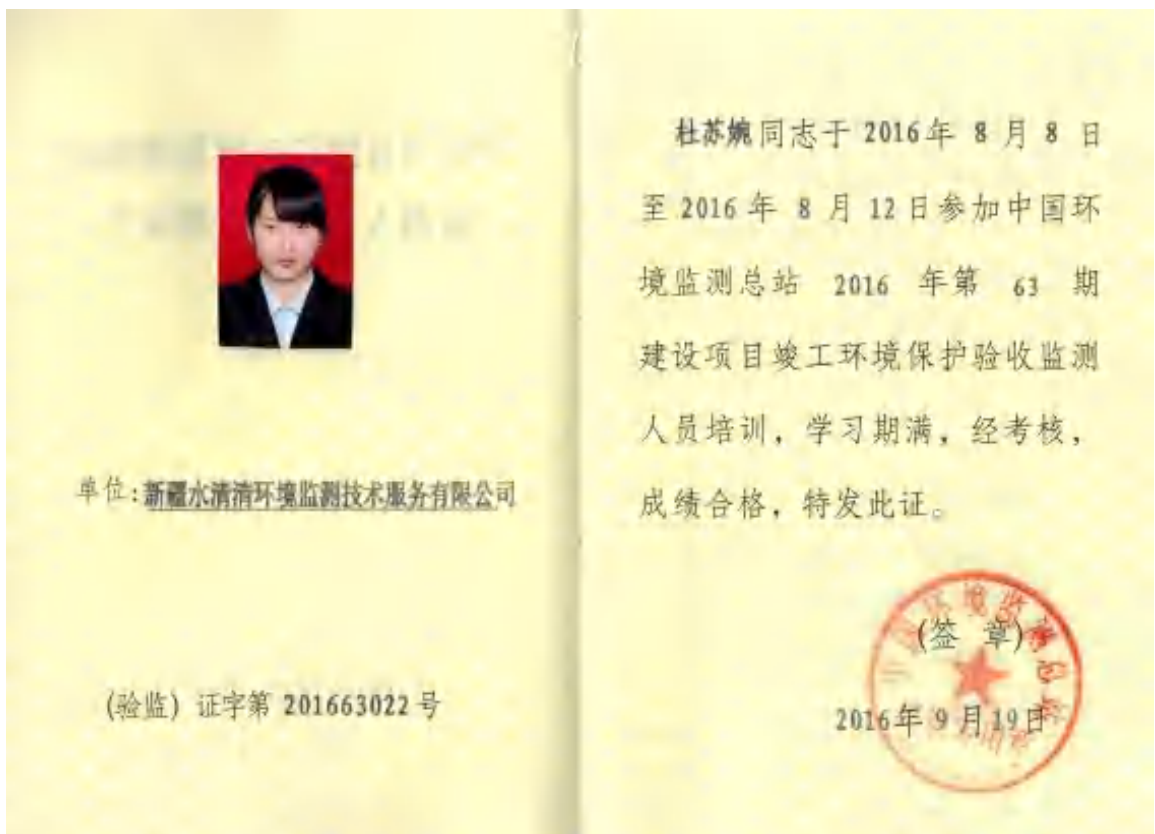 单位:新疆水清清环境监测技术服务有限公司
(验监) 证字第 201663022 号
杜苏婉同志于 2016年 8 月 8 日
至 2016 年 8 月 12 日参加中国环
境监测总站 2016 年第 63 期
建设项目竣工环境保护验收监测
人员培训，学习期满，经考核，
成绩合格，特发此证。
(签 章)
2016年 9 月 19 日